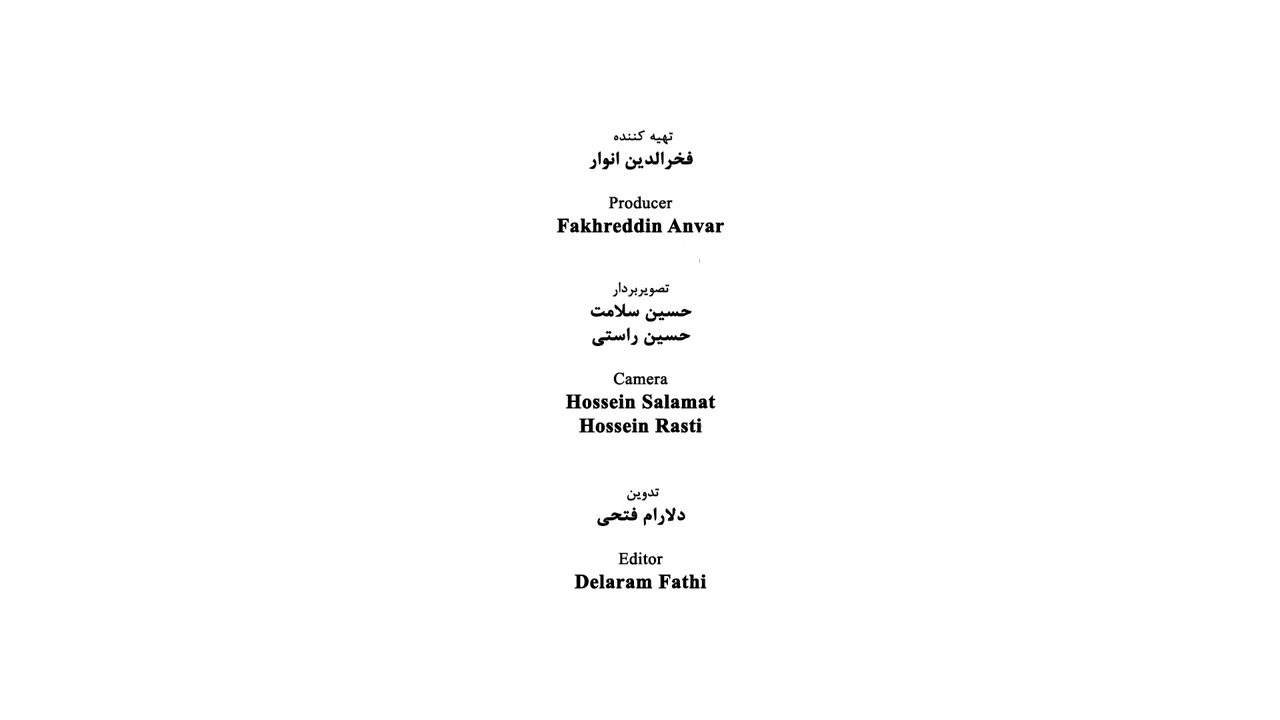 تهیه کننده
فخرالدین انوار
Producer
Fakhreddin Anvar
تصویربردار
حسین سلامت
حسین راستی
Camera
Hossein Salamat
Hossein Rasti
تدوین
دلارام فتحی
Editor
Delaram Fathi